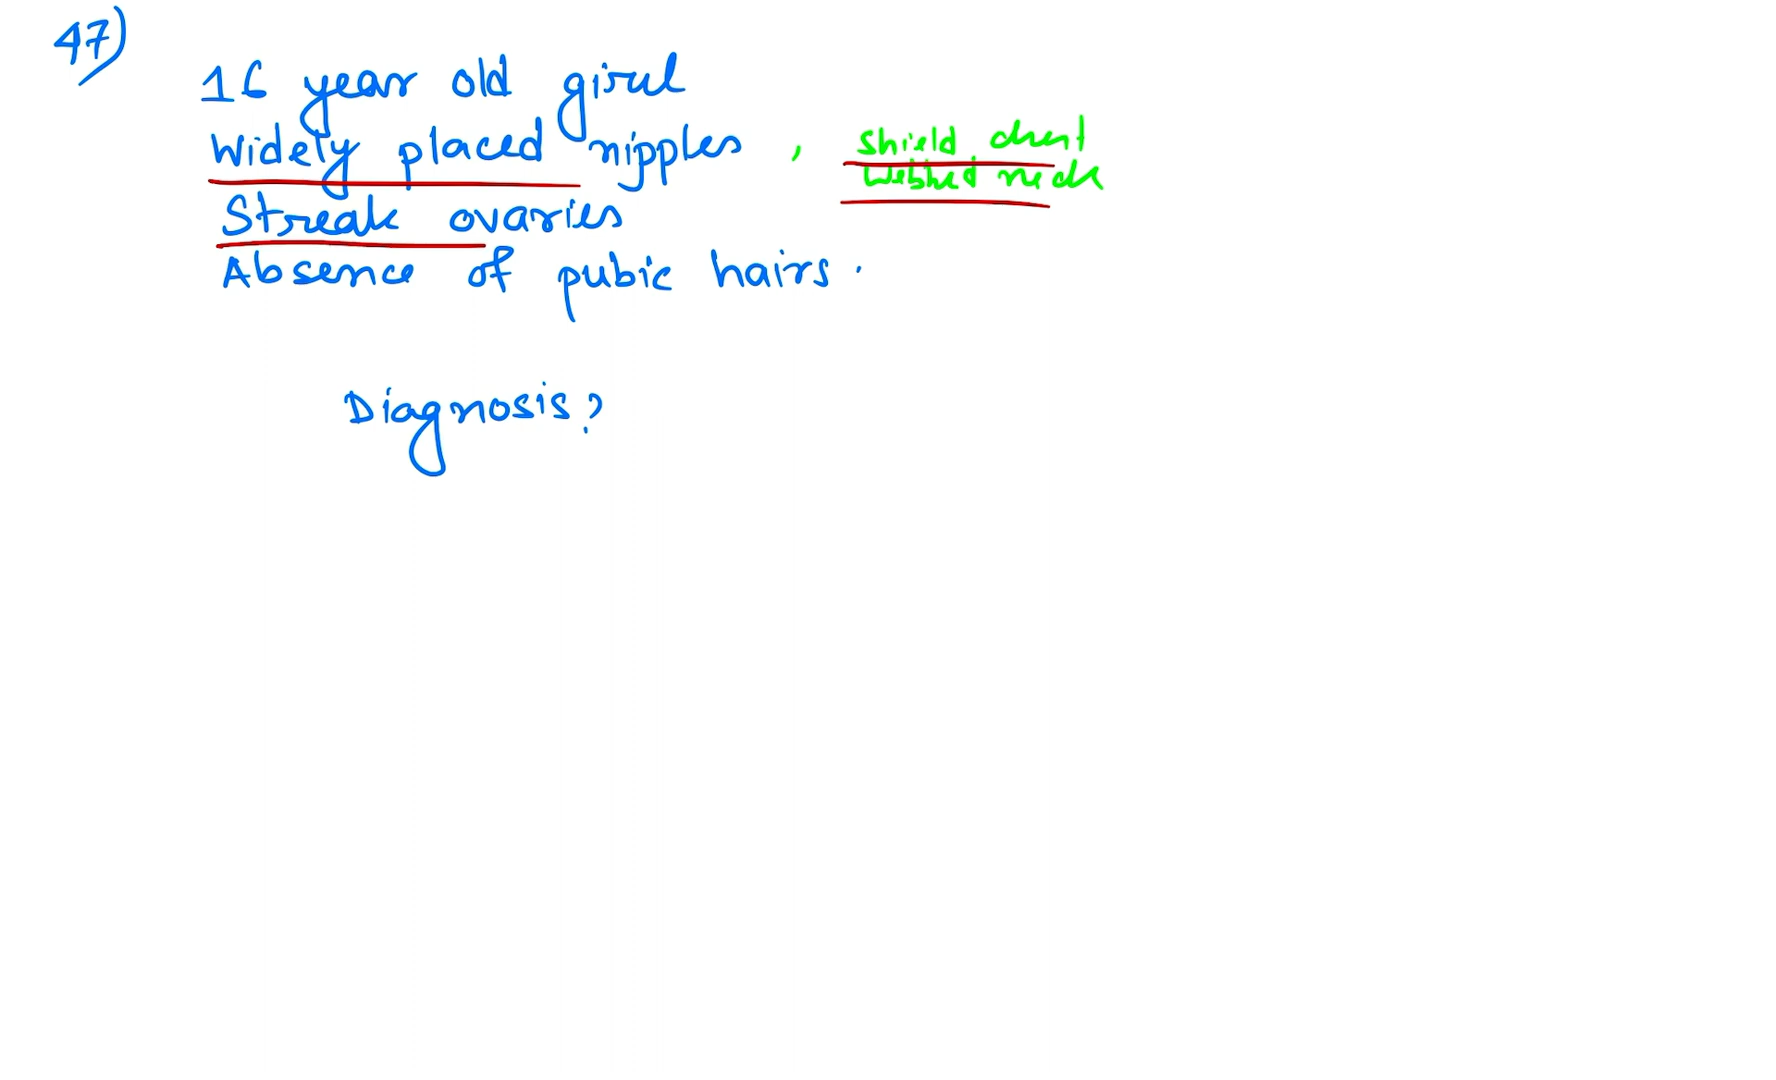 47)
16 year old girl
Widely placed nipples , shield chest
Webbed neck
Streak ovaries
Absence of pubic hairs.
Diagnosis?